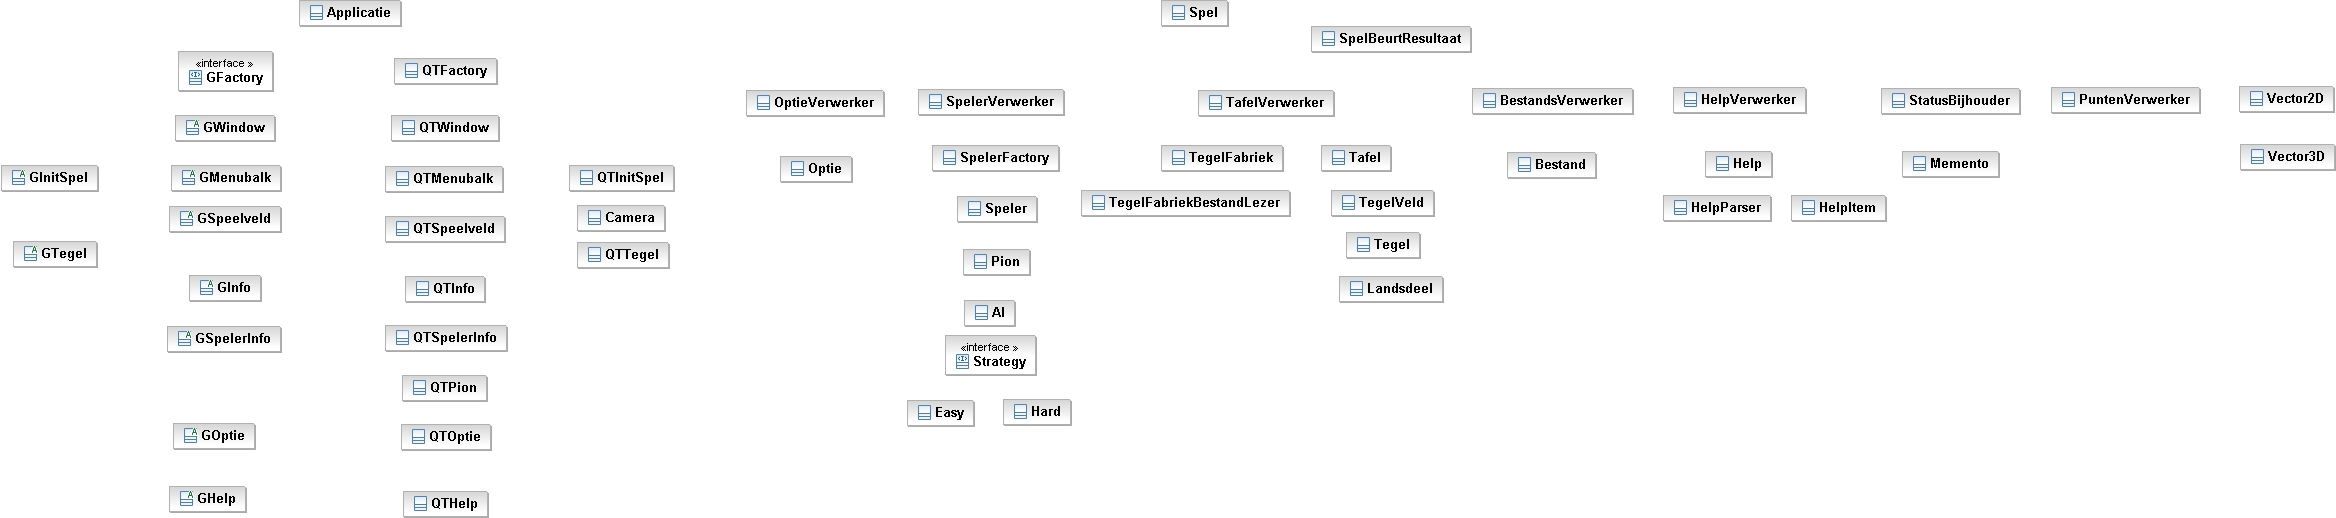 Applicatie
Spel
SpelBeurtResultaat
«interface »
GFactory
QTFactory
OptieVerwerker
SpelerVerwerker
TafelVerwerker
BestandsVerwerker
HelpVerwerker
StatusBijhouder
PuntenVerwerker
Vector2D
GWindow
QTWindow
SpelerFactory
TegelFabriek
Tafel
Bestand
Help
Memento
Vector3D
GInitSpel
GMenubalk
QTMenubalk
QTInitSpel
Optie
GSpeelveld
QTSpeelveld
Camera
Speler
TegelFabriekBestandLezer
TegelVeld
HelpParser
HelpItem
GTegel
QTTegel
Pion
Tegel
GInfo
QTInfo
Landsdeel
AI
GSpelerInfo
QTSpelerInfo
«interface »
Strategy
QTPion
Easy
Hard
GOptie
QTOptie
GHelp
QTHelp